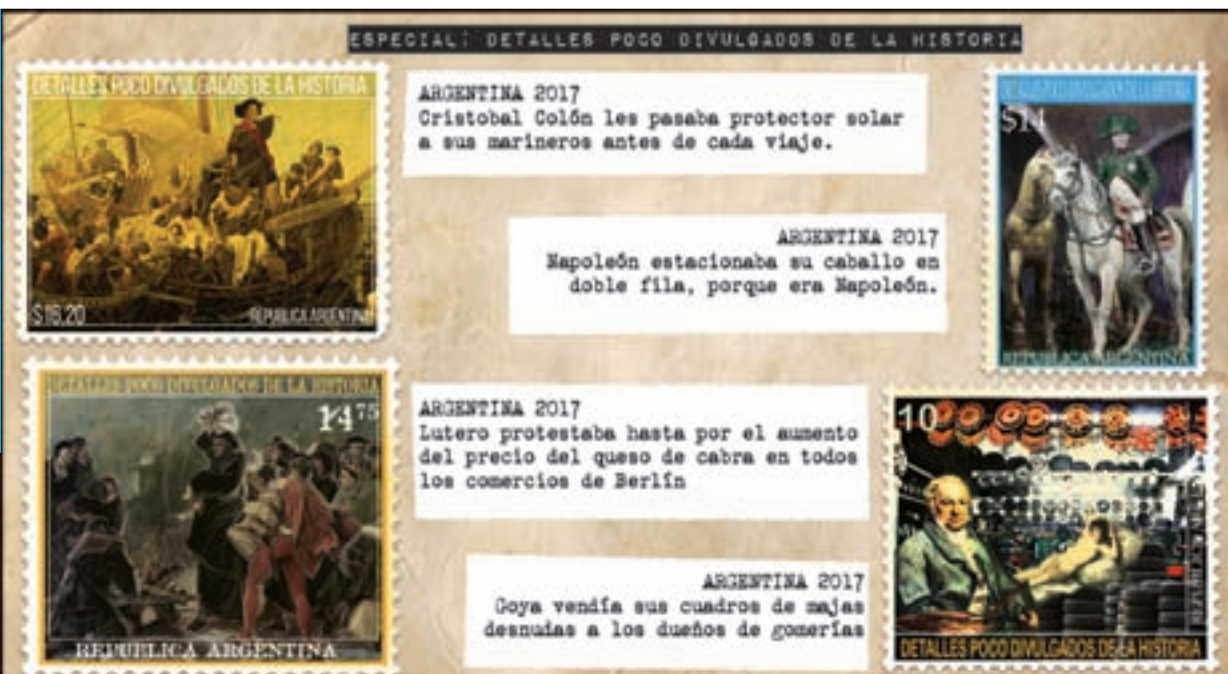 ESPECIAL: DETALLES POCO DIVULGADOS DE LA HISTORIA
DETALLES POCO DIVULGADOS DE LA HISTORIA
$16.20
REPUBLICA ARGENTINA
ARGENTINA 2017
Cristobal Colón les pasaba protector solar
a sus marineros antes de cada viaje.
$14
REPUBLICA ARGENTINA
ARGENTINA 2017
Napoleón estacionaba su caballo en
doble fila, porque era Napoleón.
DETALLES POCO DIVULGADOS DE LA HISTORIA
14.75
REPUBLICA ARGENTINA
ARGENTINA 2017
Lutero protestaba hasta por el aumento
del precio del queso de cabra en todos
los comercios de Berlín
10
DETALLES POCO DIVULGADOS DE LA HISTORIA
ARGENTINA 2017
Goya vendía sus cuadros de majas
desnudas a los dueños de gomerías